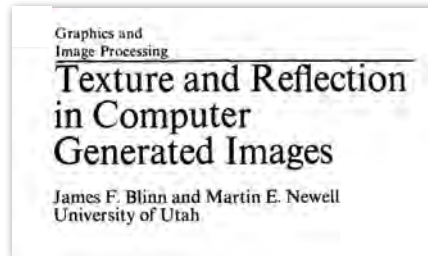 Graphics and
Image Processing
Texture and Reflection
in Computer
Generated Images
James F. Blinn and Martin E. Newell
University of Utah